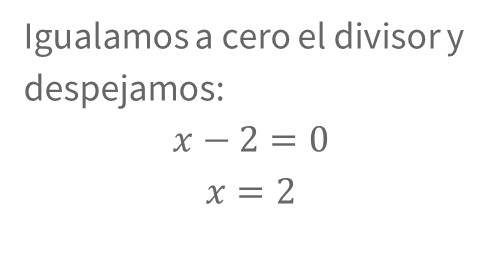 Igualamos a cero el divisor y
despejamos:
x − 2 = 0
x = 2